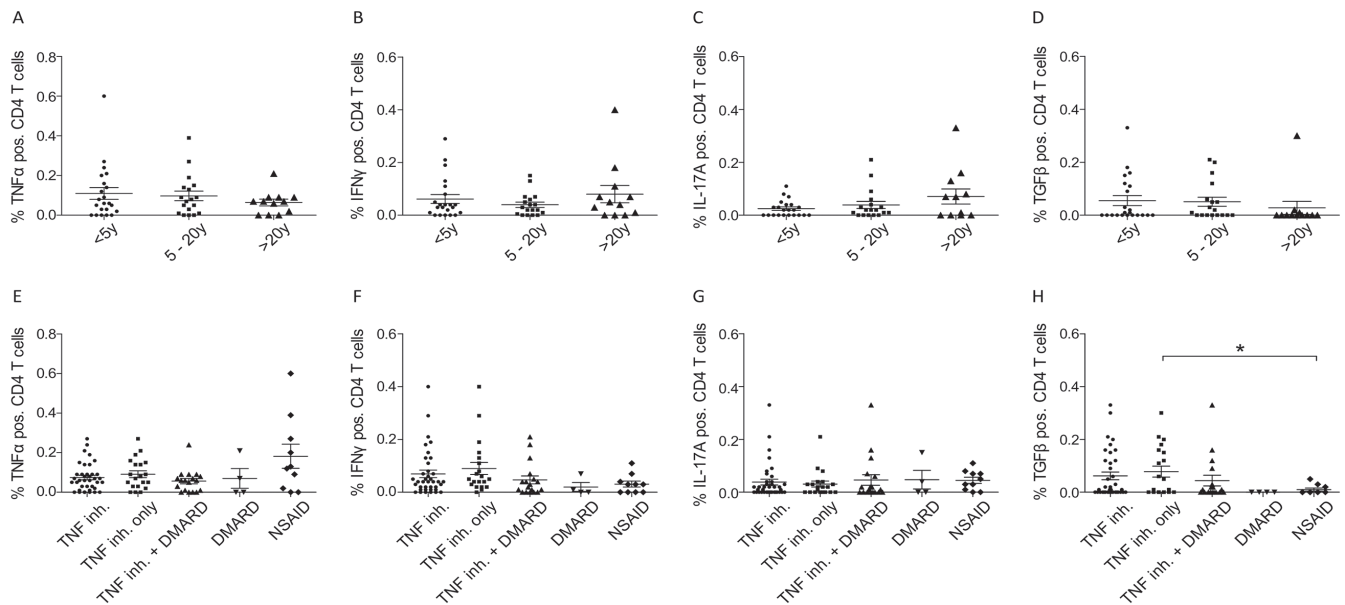 A
% TNFα pos. CD4 T cells
0.8
0.6
0.4
0.2
0.0
<5y
5 - 20y
>20y
B
% IFNγ pos. CD4 T cells
0.6
0.4
0.2
0.0
<5y
5 - 20y
>20y
C
% IL-17A pos. CD4 T cells
0.6
0.4
0.2
0.0
<5y
5 - 20y
>20y
D
% TGFβ pos. CD4 T cells
0.6
0.4
0.2
0.0
<5y
5 - 20y
>20y
E
% TNFα pos. CD4 T cells
0.8
0.6
0.4
0.2
0.0
TNF inh.
TNF inh. only
TNF inh. + DMARD
DMARD
NSAID
F
% IFNγ pos. CD4 T cells
0.6
0.4
0.2
0.0
TNF inh.
TNF inh. only
TNF inh. + DMARD
DMARD
NSAID
G
% IL-17A pos. CD4 T cells
0.6
0.4
0.2
0.0
TNF inh.
TNF inh. only
TNF inh. + DMARD
DMARD
NSAID
H
% TGFβ pos. CD4 T cells
0.6
0.4
0.2
0.0
*
TNF inh.
TNF inh. only
TNF inh. + DMARD
DMARD
NSAID